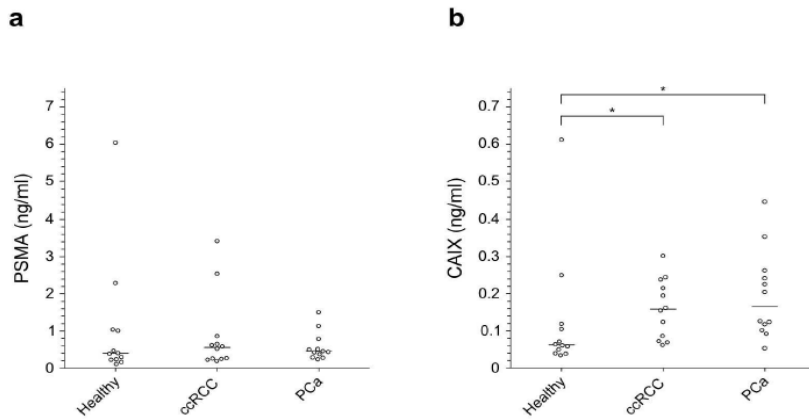 a
PSMA (ng/ml)
7
6
5
4
3
2
1
0
Healthy
ccRCC
PCa
b
CAIX (ng/ml)
0.7
0.6
0.5
0.4
0.3
0.2
0.1
0
*
*
Healthy
ccRCC
PCa